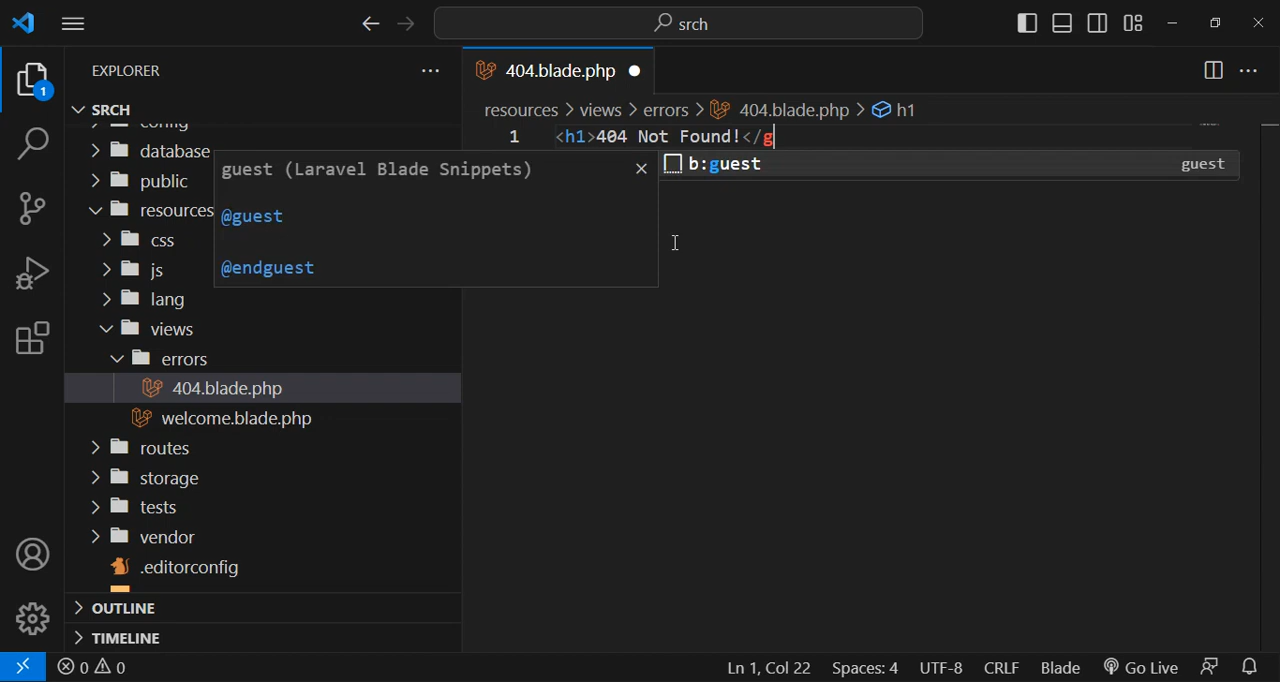 srch
EXPLORER
SRCH
config
database
public
resources
css
js
lang
views
errors
404.blade.php
welcome.blade.php
routes
storage
tests
vendor
.editorconfig
OUTLINE
TIMELINE
1
404.blade.php
resources > views > errors > 404.blade.php > h1
1 <h1>404 Not Found!</g
b:guest guest
guest (Laravel Blade Snippets)
@guest
@endguest
0 0 Ln 1, Col 22 Spaces: 4 UTF-8 CRLF Blade Go Live